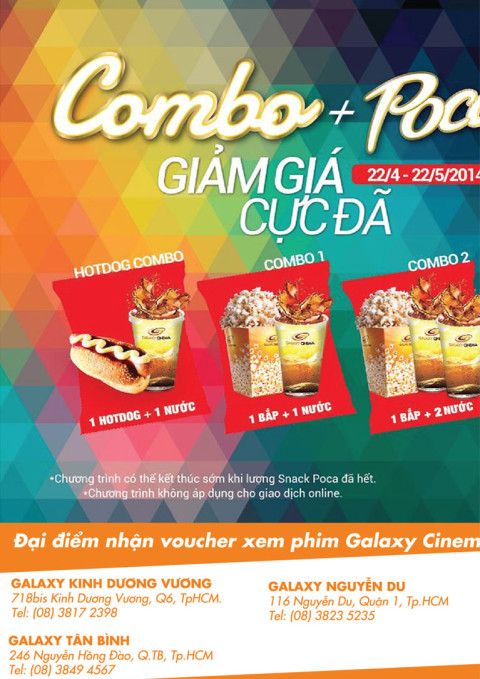 Combo + Poca
GIẢM GIÁ
22/4 - 22/5/2014
CỰC ĐÃ
HOTDOG COMBO
COMBO 1
COMBO 2
GALAXY CINEMA
GALAXY CINEMA
1 HOTDOG + 1 NƯỚC
1 BẮP + 1 NƯỚC
1 BẮP + 2 NƯỚC
*Chương trình có thể kết thúc sớm khi lượng Snack Poca đã hết.
*Chương trình không áp dụng cho giao dịch online.
Đại điểm nhận voucher xem phim Galaxy Cinem
GALAXY KINH DƯƠNG VƯƠNG
718bis Kinh Dương Vương, Q6, TpHCM.
Tel: (08) 3817 2398
GALAXY NGUYỄN DU
116 Nguyễn Du, Quận 1, Tp.HCM
Tel: (08) 3823 5235
GALAXY TÂN BÌNH
246 Nguyễn Hồng Đào, Q.TB, Tp.HCM
Tel: (08) 3849 4567